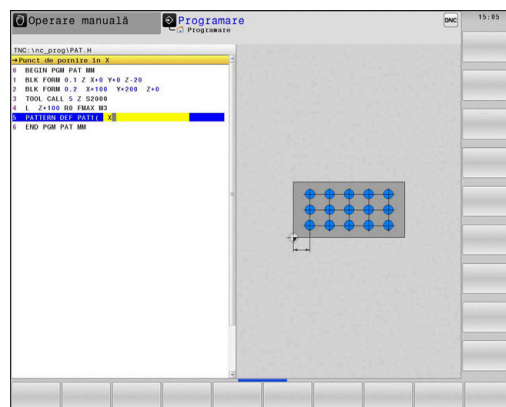 Operare manuală
Programare
Programare
DNC
15:05
TNC:\nc_prog\PAT.H
→Punct de pornire in X
0 BEGIN PGM PAT MM
1 BLK FORM 0.1 Z X+0 Y+0 Z-20
2 BLK FORM 0.2 X+100 Y+200 Z+0
3 TOOL CALL 5 Z S2000
4 L Z+100 R0 FMAX M3
5 PATTERN DEF PAT1( X
6 END PGM PAT MM